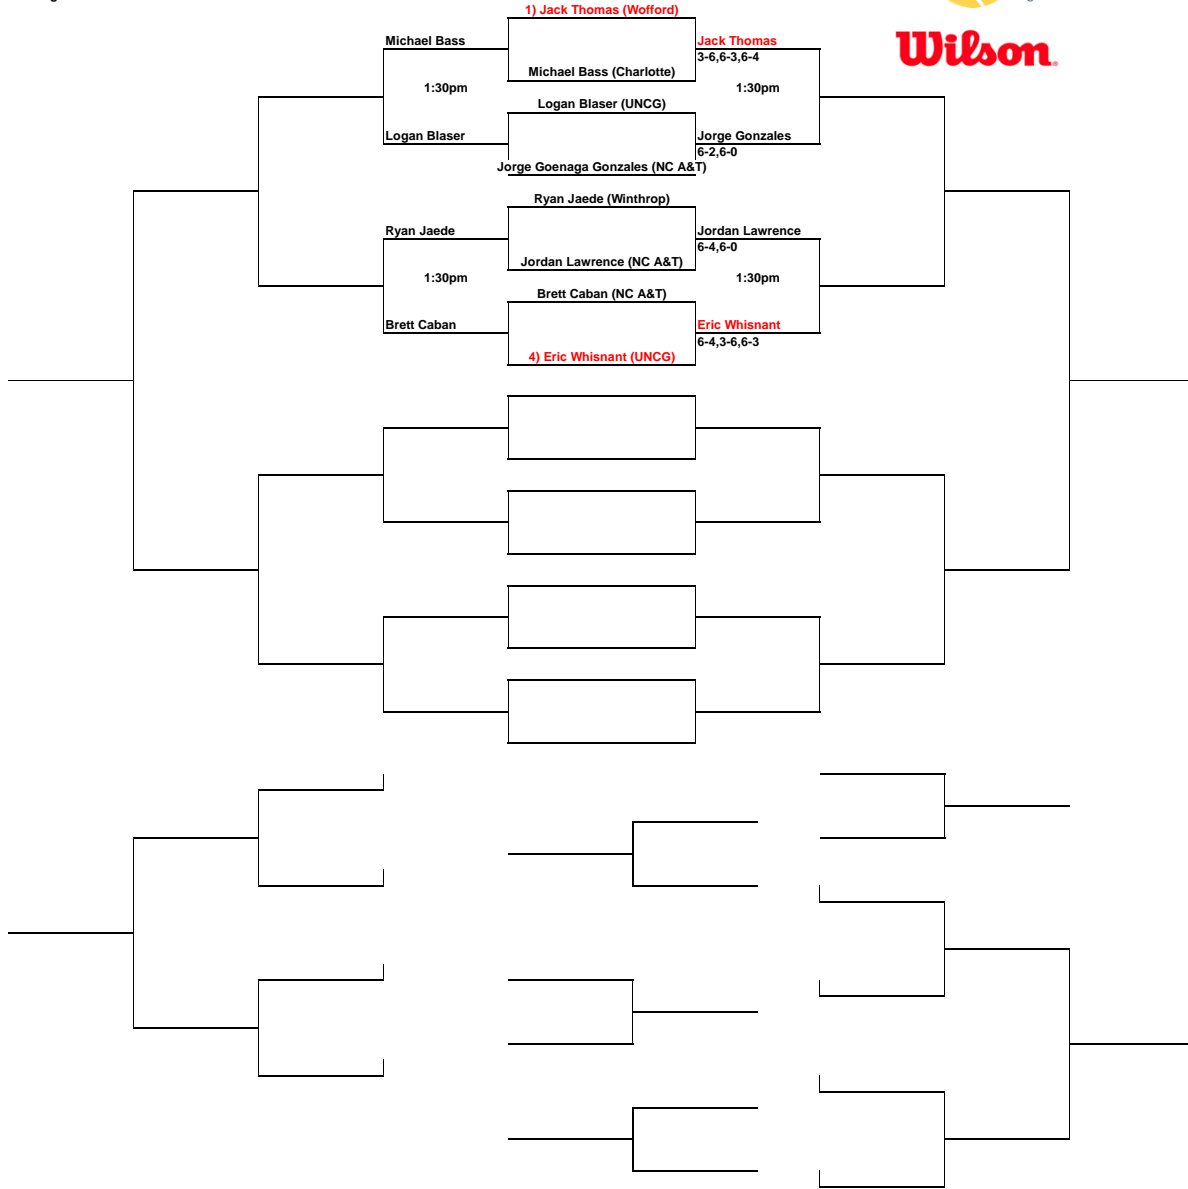 1) Jack Thomas (Wofford)
Michael Bass
Jack Thomas
3-6,6-3,6-4
Wilson
Michael Bass (Charlotte)
1:30pm
1:30pm
Logan Blaser (UNCG)
Logan Blaser
Jorge Gonzales
6-2,6-0
Jorge Goenaga Gonzales (NC A&T)
Ryan Jaede (Winthrop)
Ryan Jaede
Jordan Lawrence
6-4,6-0
Jordan Lawrence (NC A&T)
1:30pm
1:30pm
Brett Caban (NC A&T)
Brett Caban
Eric Whisnant
6-4,3-6,6-3
4) Eric Whisnant (UNCG)